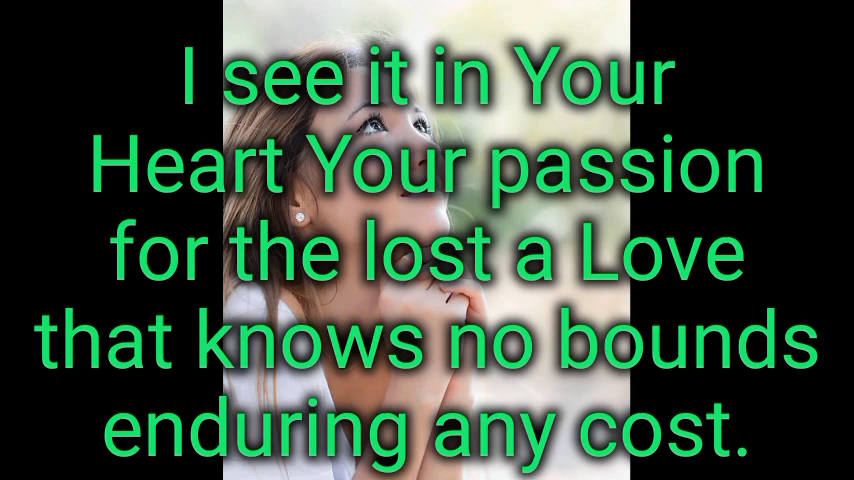 I see it in Your
Heart Your passion
for the lost a Love
that knows no bounds
enduring any cost.